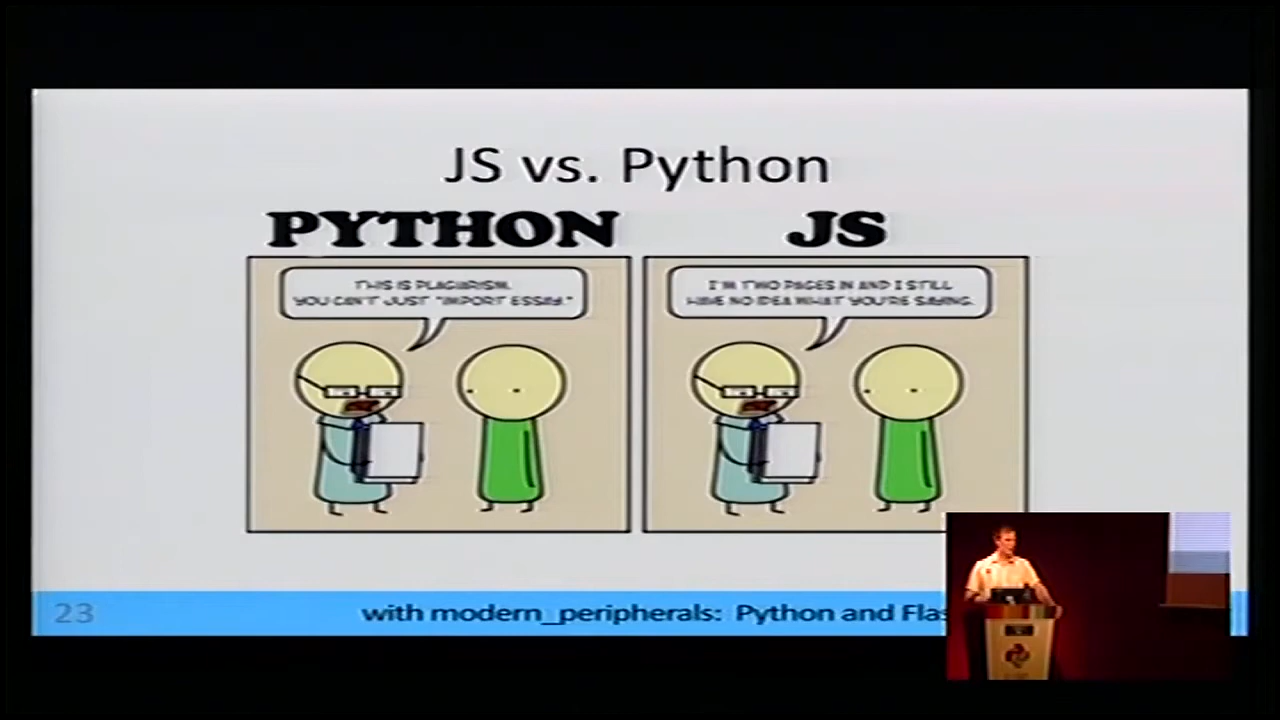 JS vs. Python
PYTHON
JS
THIS IS PLAGIARISM.
YOU CAN'T JUST "IMPORT ESSAY."
I'M TWO PAGES IN AND I STILL
HAVE NO IDEA WHAT YOU'RE SAYING.
23
with modern_peripherals: Python and Flas